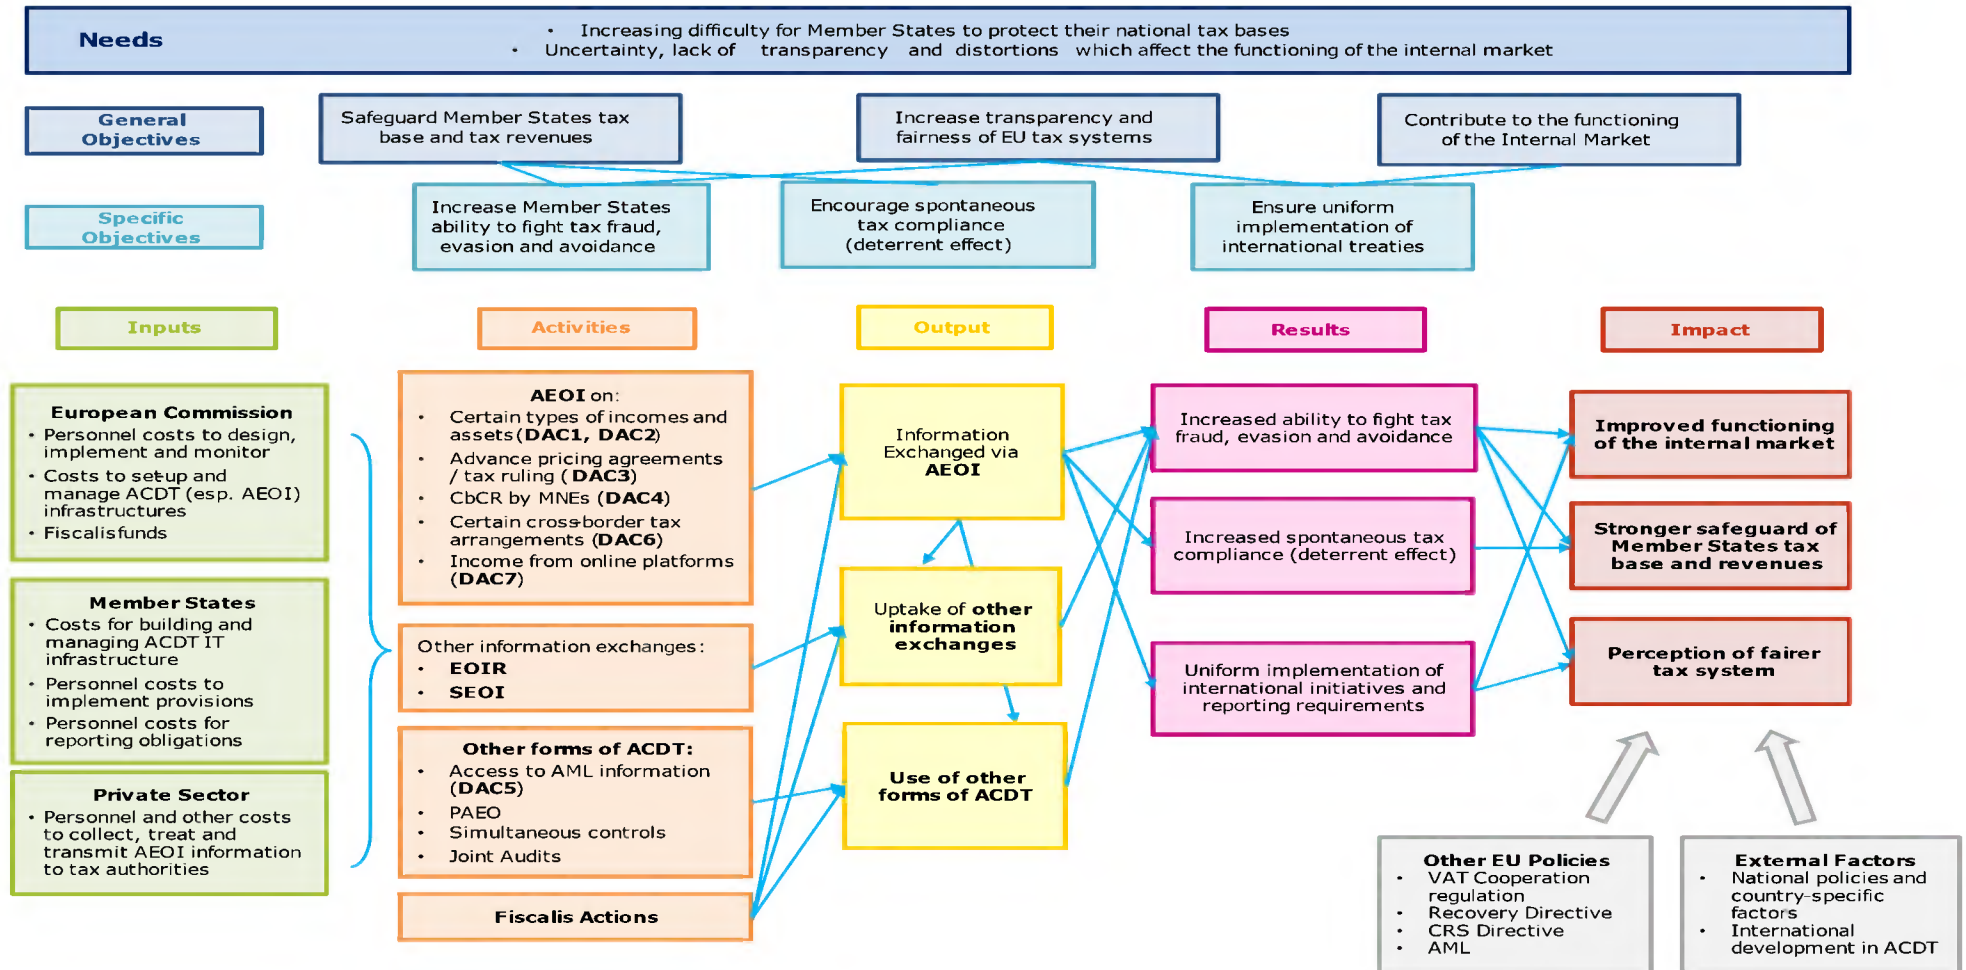 Needs
• Increasing difficulty for Member States to protect their national tax bases
• Uncertainty, lack of transparency and distortions which affect the functioning of the internal market
General
Objectives
Safeguard Member States tax
base and tax revenues
Increase transparency and
fairness of EU tax systems
Contribute to the functioning
of the Internal Market
Specific
Objectives
Increase Member States
ability to fight tax fraud,
evasion and avoidance
Encourage spontaneous
tax compliance
(deterrent effect)
Ensure uniform
implementation of
international treaties
Inputs
Activities
Output
Results
Impact
European Commission
• Personnel costs to design,
implement and monitor
• Costs to set-up and
manage ACDT (esp. AEOI)
infrastructures
• Fiscalis funds
Member States
• Costs for building and
managing ACDT IT
infrastructure
• Personnel costs to
implement provisions
• Personnel costs for
reporting obligations
Private Sector
• Personnel and other costs
to collect, treat and
transmit AEOI information
to tax authorities
AEOI on:
• Certain types of incomes and
assets (DAC1, DAC2)
• Advance pricing agreements
/ tax ruling (DAC3)
• CbCR by MNEs (DAC4)
• Certain cross-border tax
arrangements (DAC6)
• Income from online platforms
(DAC7)
Other information exchanges:
• EOIR
• SEOI
Other forms of ACDT:
• Access to AML information
(DAC5)
• PAEO
• Simultaneous controls
• Joint Audits
Fiscalis Actions
Information
Exchanged via
AEOI
Uptake of other
information
exchanges
Use of other
forms of ACDT
Increased ability to fight tax
fraud, evasion and avoidance
Increased spontaneous tax
compliance (deterrent effect)
Uniform implementation of
international initiatives and
reporting requirements
Improved functioning
of the internal market
Stronger safeguard of
Member States tax
base and revenues
Perception of fairer
tax system
Other EU Policies
• VAT Cooperation
regulation
• Recovery Directive
• CRS Directive
• AML
External Factors
• National policies and
country-specific
factors
• International
development in ACDT